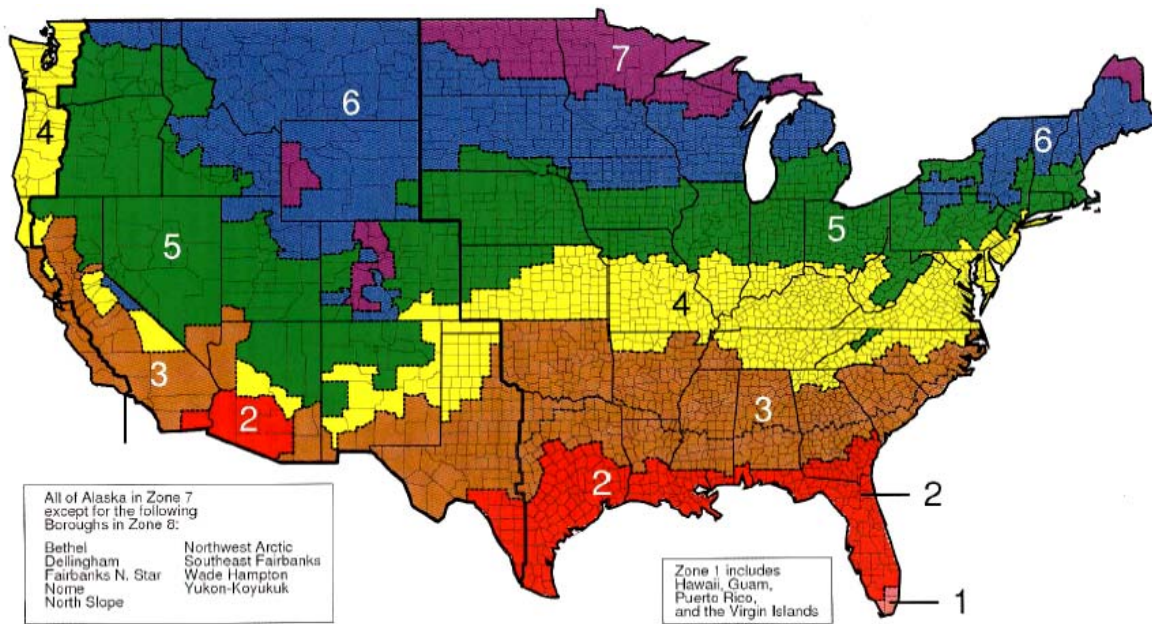 7
6
4
6
5
5
4
3
3
2
2
2
1
All of Alaska in Zone 7
except for the following
Boroughs in Zone 8:
Bethel Northwest Arctic
Dellingham Southeast Fairbanks
Fairbanks N. Star Wade Hampton
Nome Yukon-Koyukuk
North Slope
Zone 1 includes
Hawaii, Guam,
Puerto Rico,
and the Virgin Islands